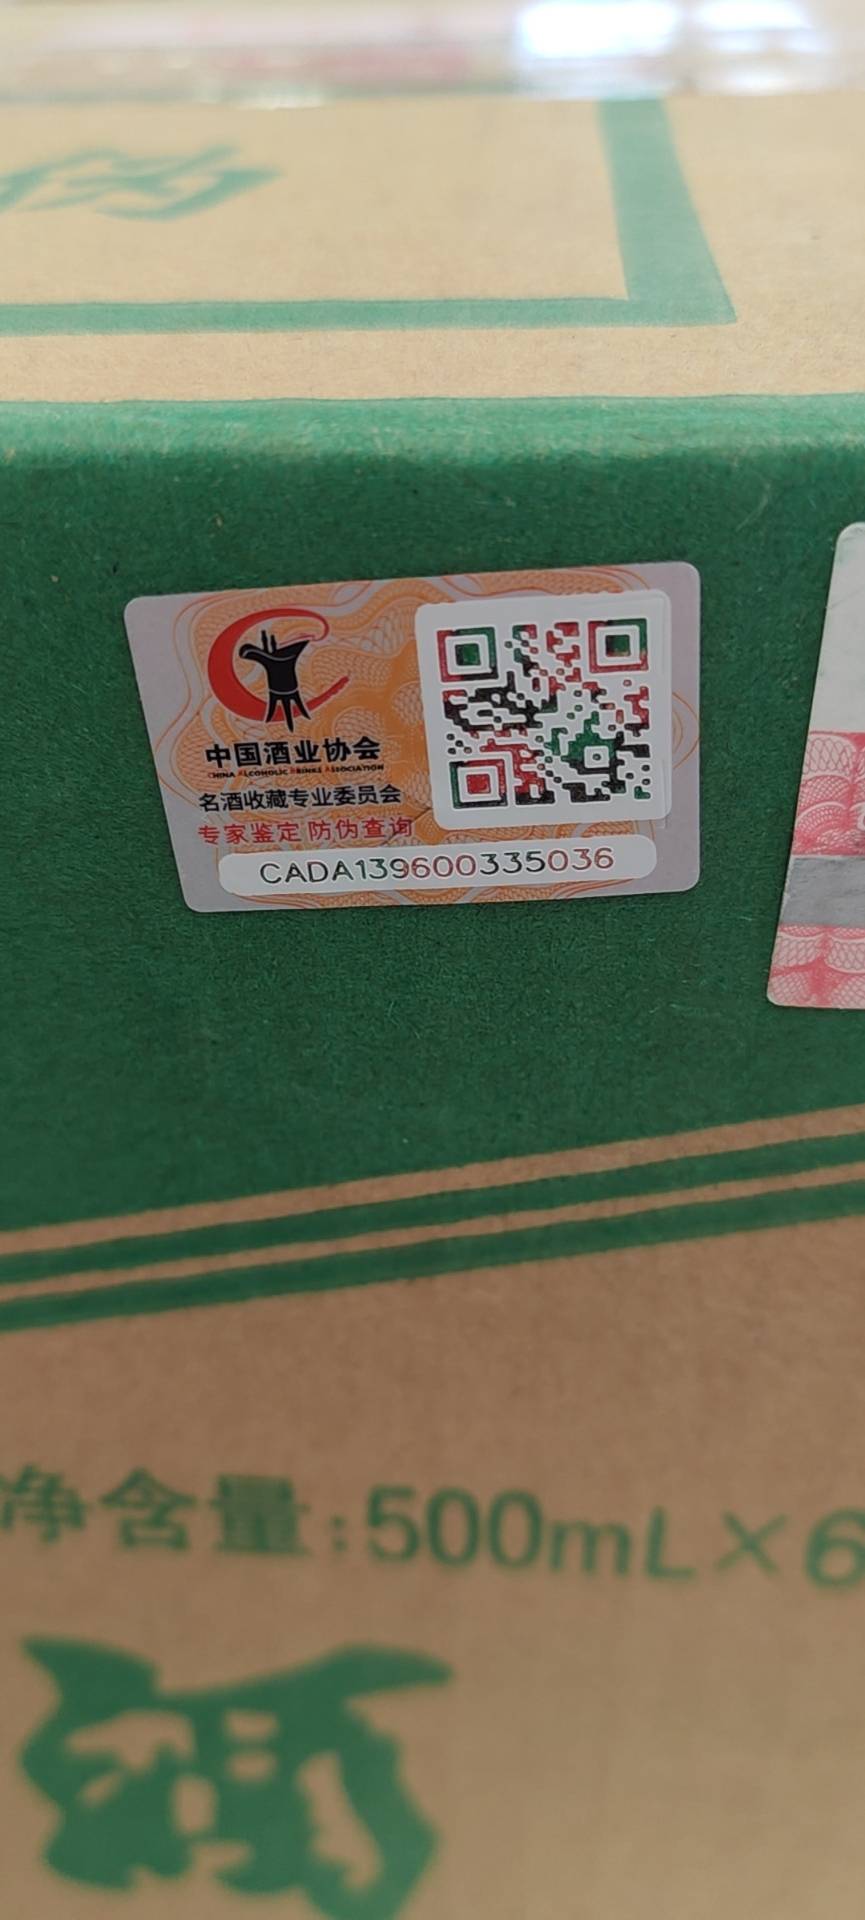 中国酒业协会
CHINA ALCOHOLIC DRINKS ASSOCIATION
名酒收藏专业委员会
专家鉴定 防伪查询
CADA139600335036
净含量:500mL×6